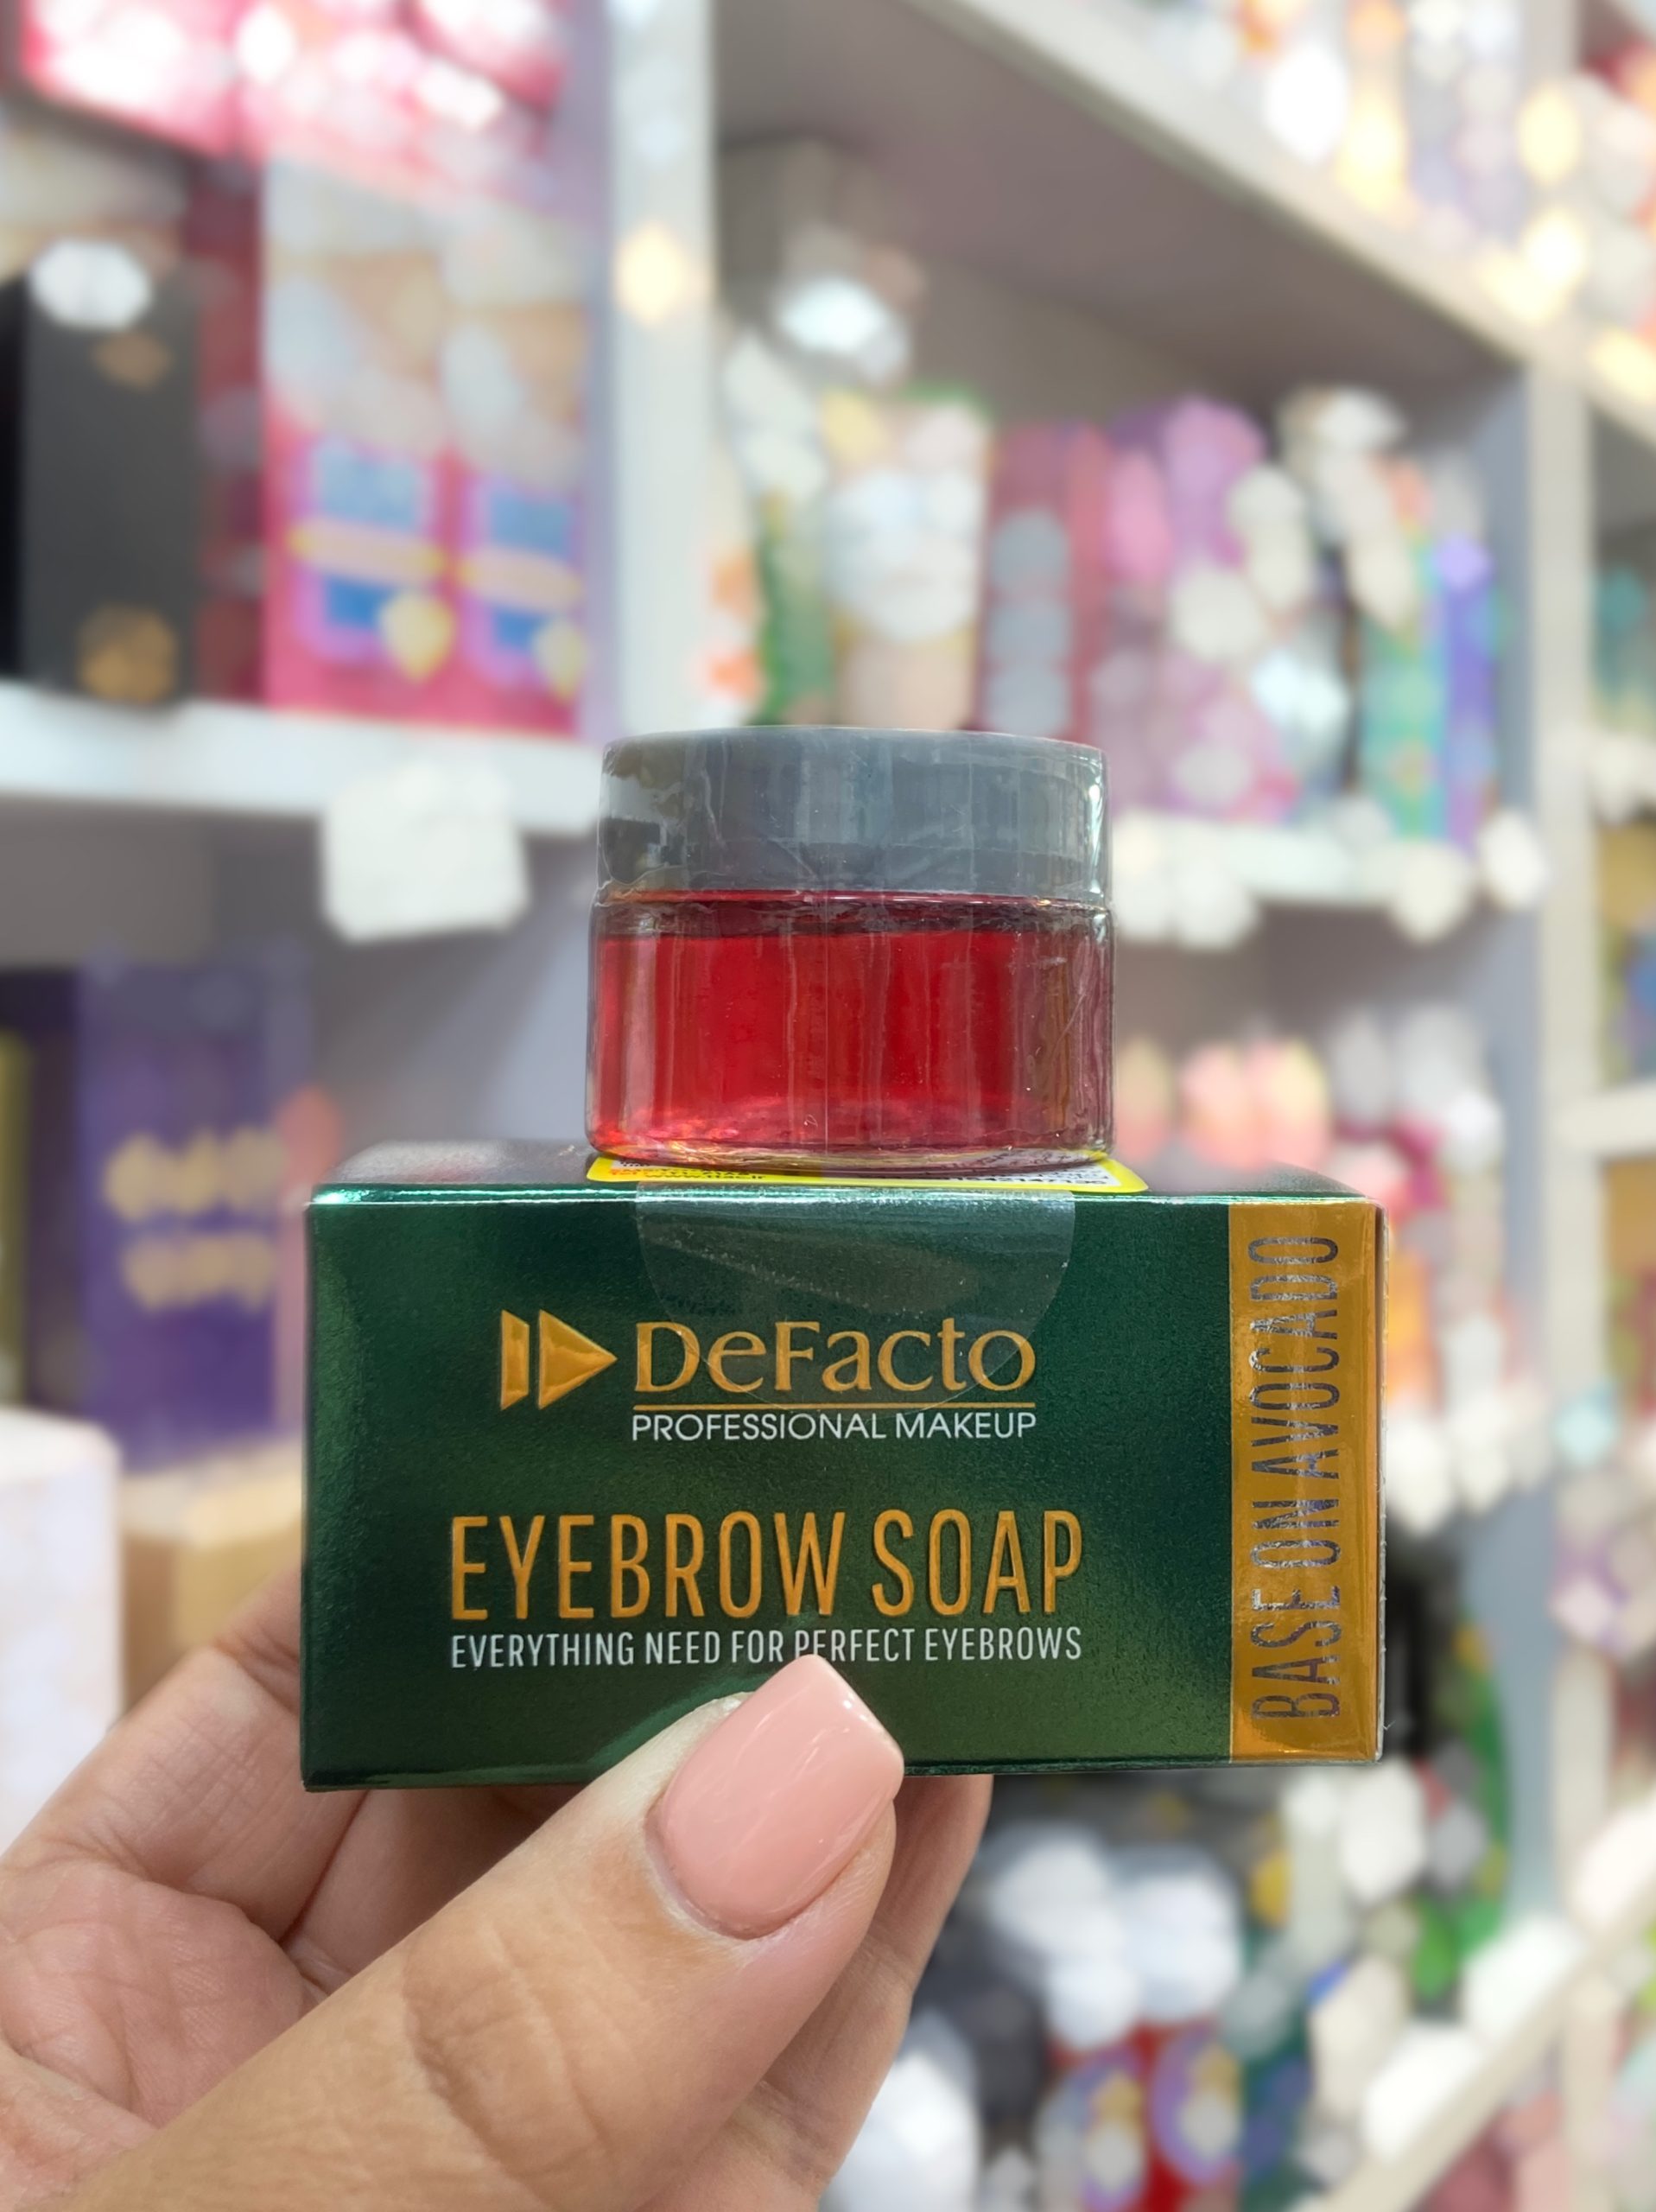 DeFacto
PROFESSIONAL MAKEUP
EYEBROW SOAP
EVERYTHING NEED FOR PERFECT EYEBROWS
BASE ON AVOCADO